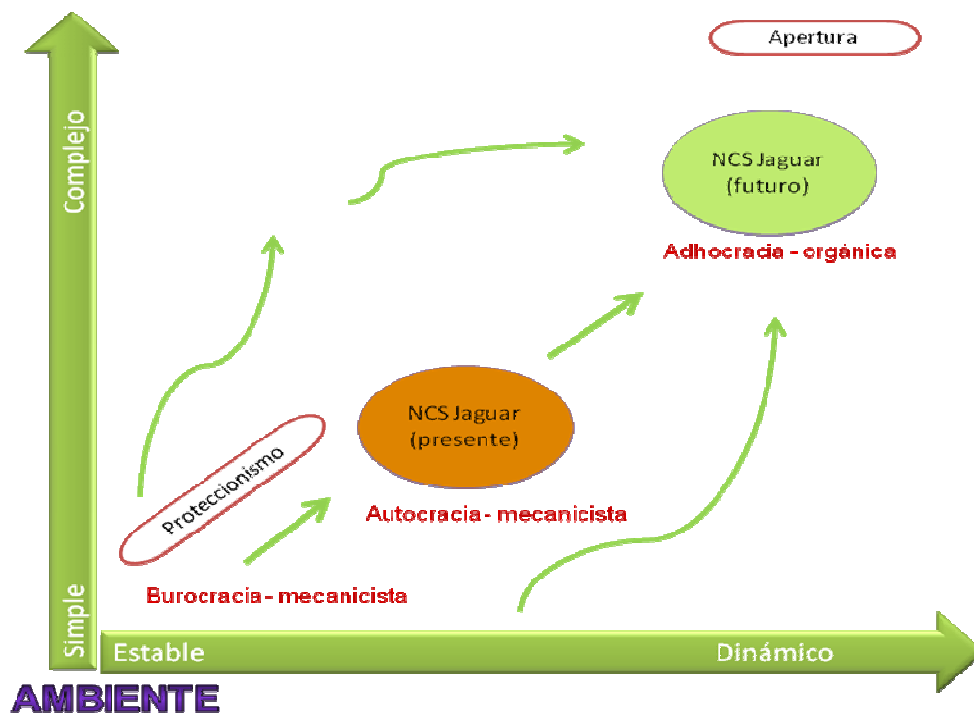 Apertura
Complejo
NCS Jaguar
(futuro)
Adhocracia - orgánica
NCS Jaguar
(presente)
Proteccionismo
Autocracia - mecanicista
Burocracia - mecanicista
Simple
Estable
Dinámico
AMBIENTE